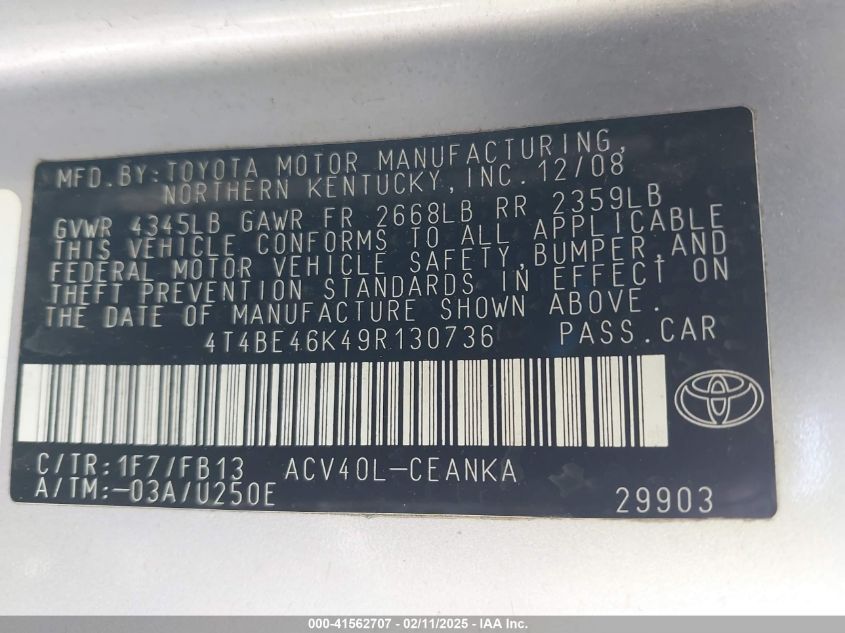 MFD. BY: TOYOTA MOTOR MANUFACTURING,
NORTHERN KENTUCKY, INC. 12/08
GVWR 4345LB GAWR FR 2668LB RR 2359LB
THIS VEHICLE CONFORMS TO ALL APPLICABLE
FEDERAL MOTOR VEHICLE SAFETY, BUMPER, AND
THEFT PREVENTION STANDARDS IN EFFECT ON
THE DATE OF MANUFACTURE SHOWN ABOVE.
4T4BE46K49R130736 PASS. CAR
C/TR: 1F7/FB13 ACV40L-CEANKA
A/TM:-03A/U250E 29903
000-41562707 - 02/11/2025 - IAA Inc.